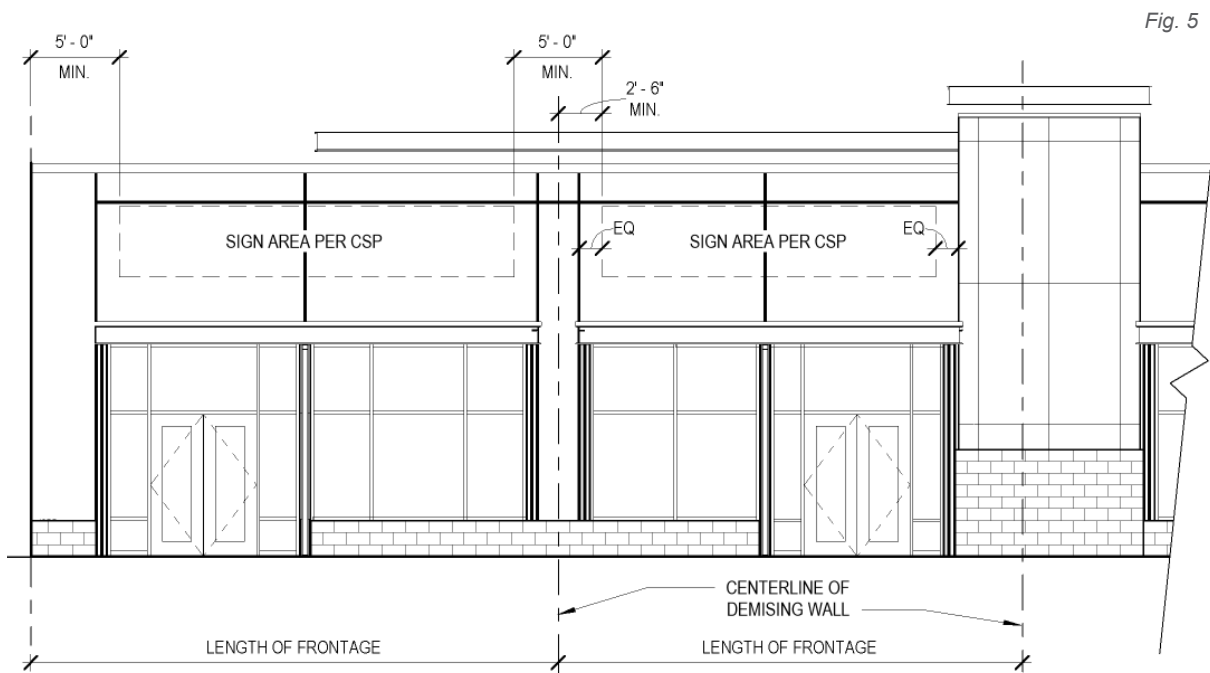 Fig. 5
5' - 0"
MIN.
5' - 0"
MIN.
2' - 6"
MIN.
SIGN AREA PER CSP
EQ
SIGN AREA PER CSP
EQ
CENTERLINE OF
DEMISING WALL
LENGTH OF FRONTAGE
LENGTH OF FRONTAGE